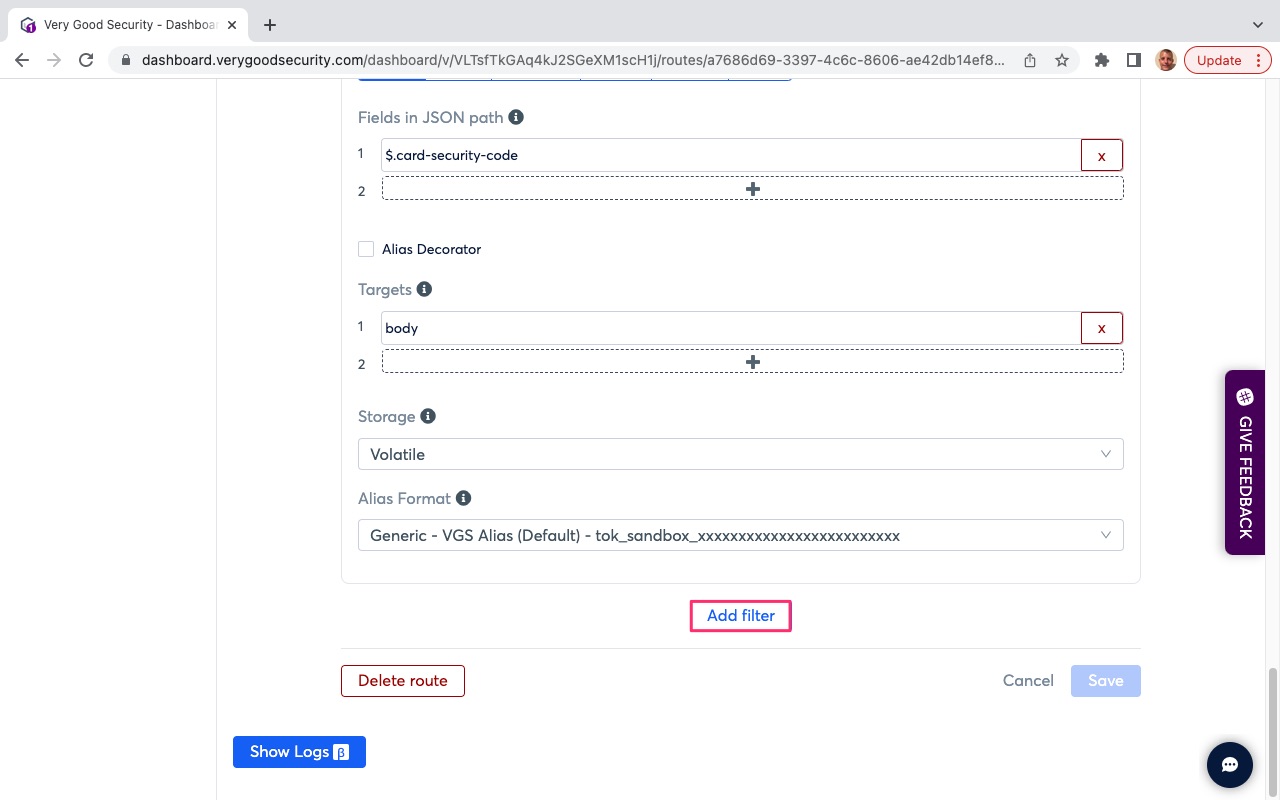 Very Good Security - Dashboar
dashboard.verygoodsecurity.com/dashboard/v/VLTsfTkGAq4kJ2SGeXM1scH1j/routes/a7686d69-3397-4c6c-8606-ae42db14ef8...
Update
Fields in JSON path
1 $.card-security-code x
2
Alias Decorator
Targets
1 body x
2
Storage
Volatile
Alias Format
Generic - VGS Alias (Default) - tok_sandbox_xxxxxxxxxxxxxxxxxxxxxxxxx
GIVE FEEDBACK
Add filter
Delete route
Cancel
Save
Show Logs β